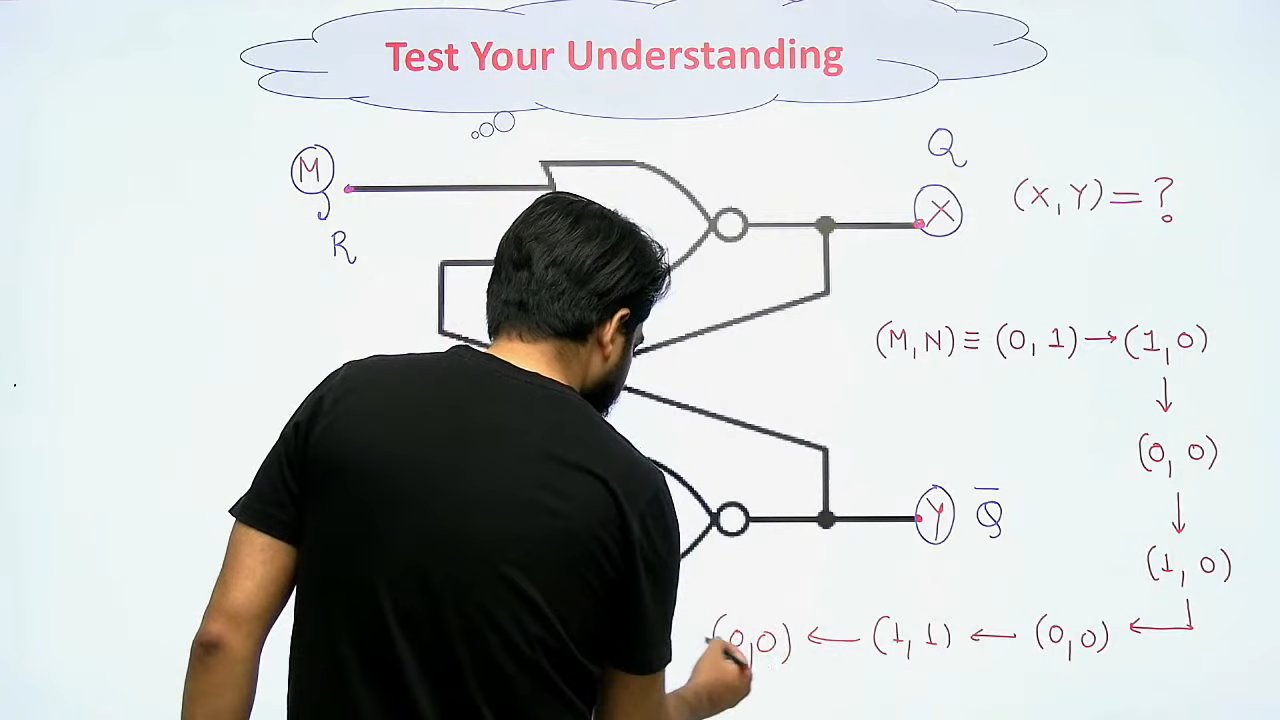 Test Your Understanding
M
R
Q
X
(X, Y) = ?
(M, N) ≡ (0, 1) → (1, 0)
↓
(0, 0)
↓
(1, 0)
Y
Q̅
(0,0) ← (1, 1) ← (0,0) ←